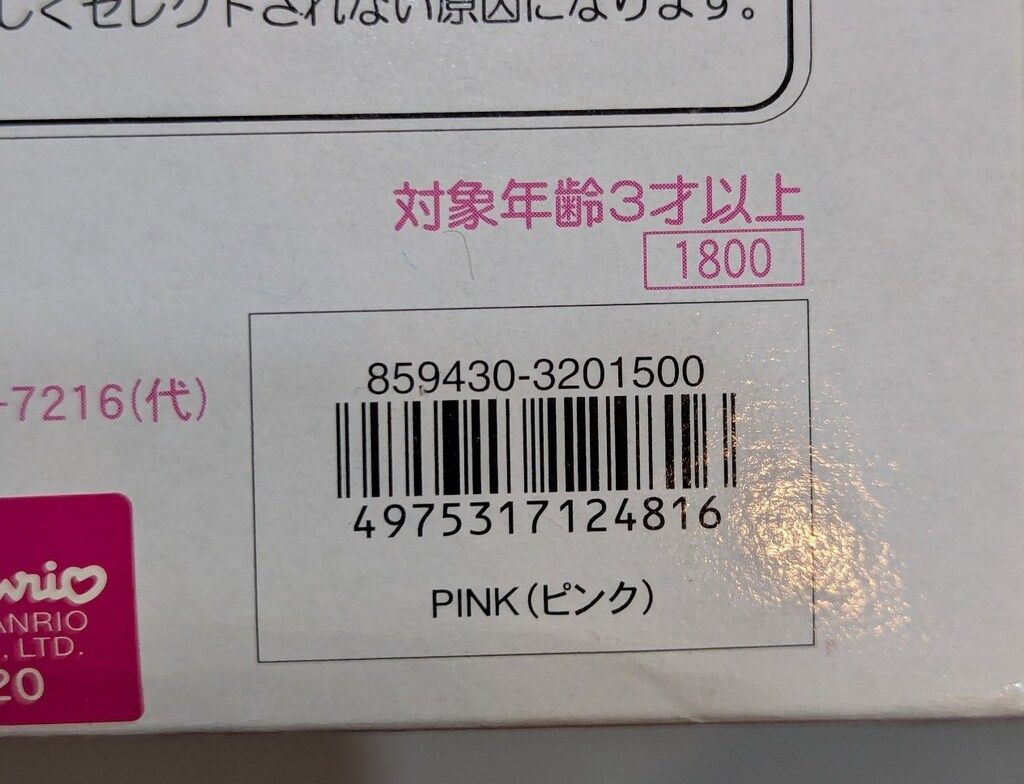 しくセレクトされない原因になります。
対象年齢3才以上
1800
859430-3201500
-7216(代)
4975317124816
PINK(ピンク)
anrio
ANRIO
, LTD.
20